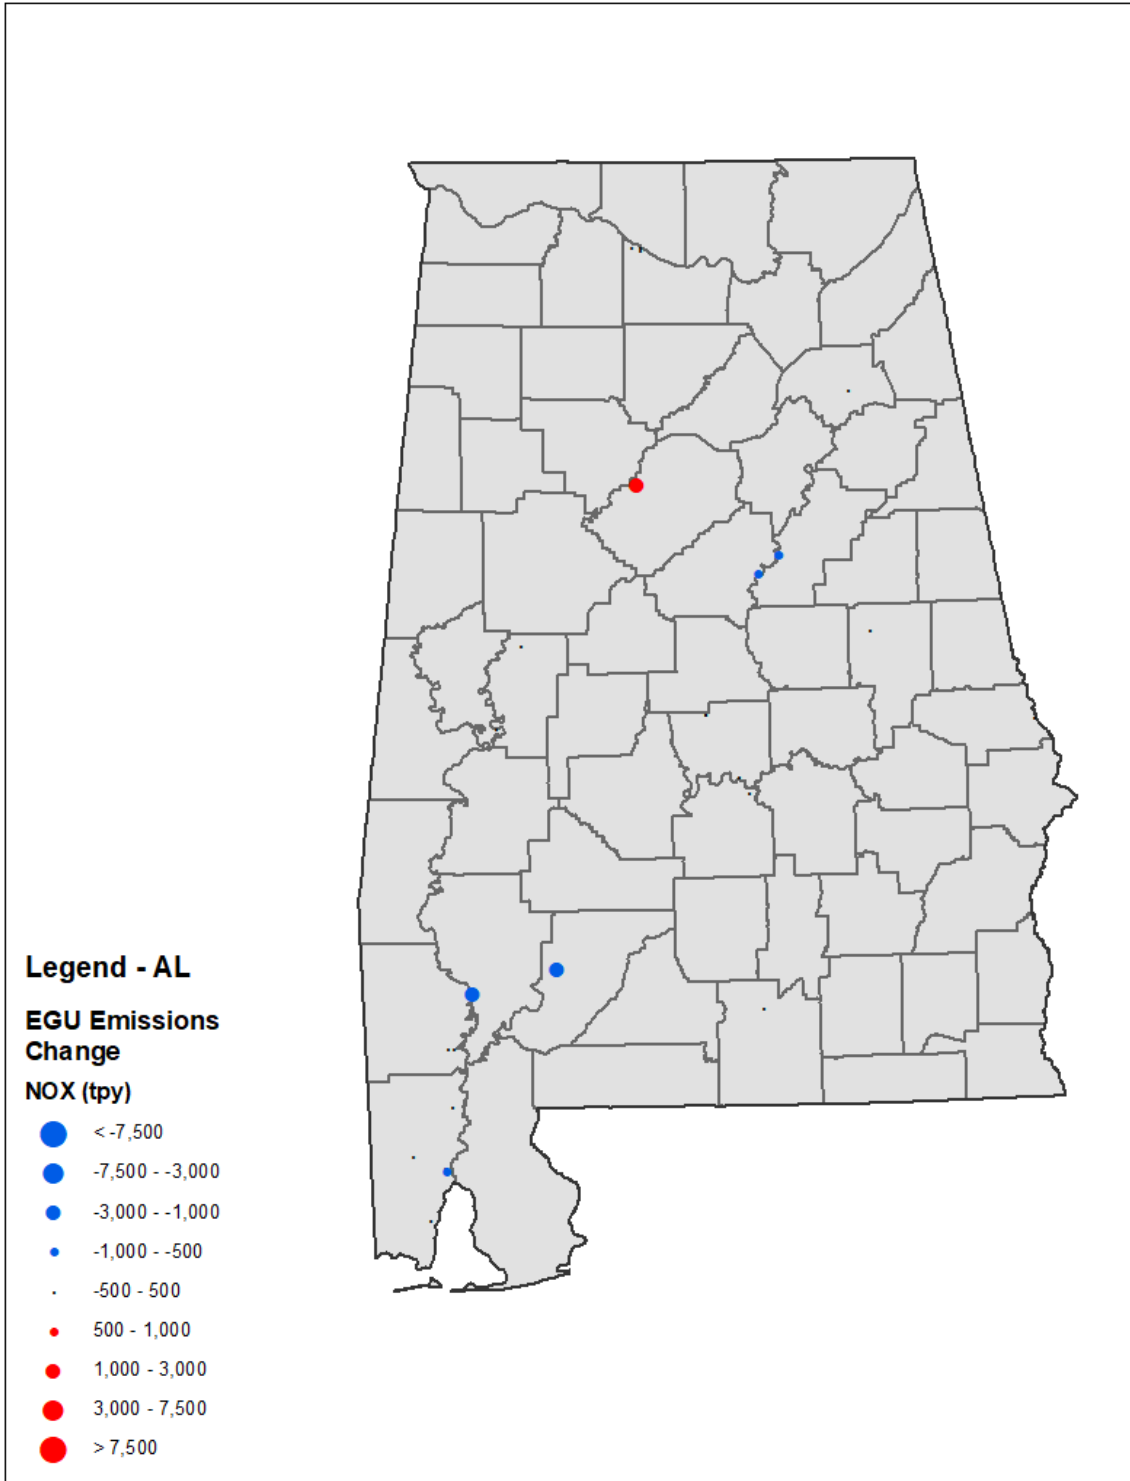 Legend - AL
EGU Emissions
Change
NOX (tpy)
< -7,500
-7,500 - -3,000
-3,000 - -1,000
-1,000 - -500
-500 - 500
500 - 1,000
1,000 - 3,000
3,000 - 7,500
> 7,500